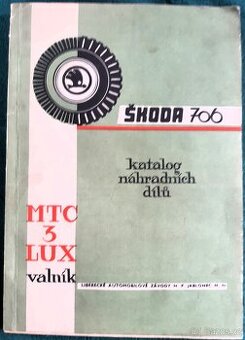 ŠKODA 706
katalog
náhradních
dílů
MTC
3
LUX
valník
LIBERECKÉ AUTOMOBILOVÉ ZÁVODY N. P. JABLONEC N. N.